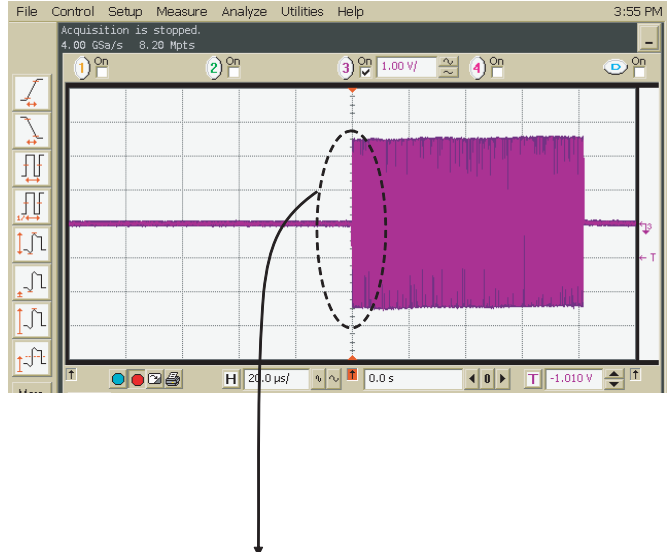 File Control Setup Measure Analyze Utilities Help 3:55 PM
Acquisition is stopped.
4.00 GSa/s 8.20 Mpts
1 On 2 On 3 On 1.00 V/ 4 On D On
T
H 20.0 μs/ 0.0 s 0 T -1.010 V